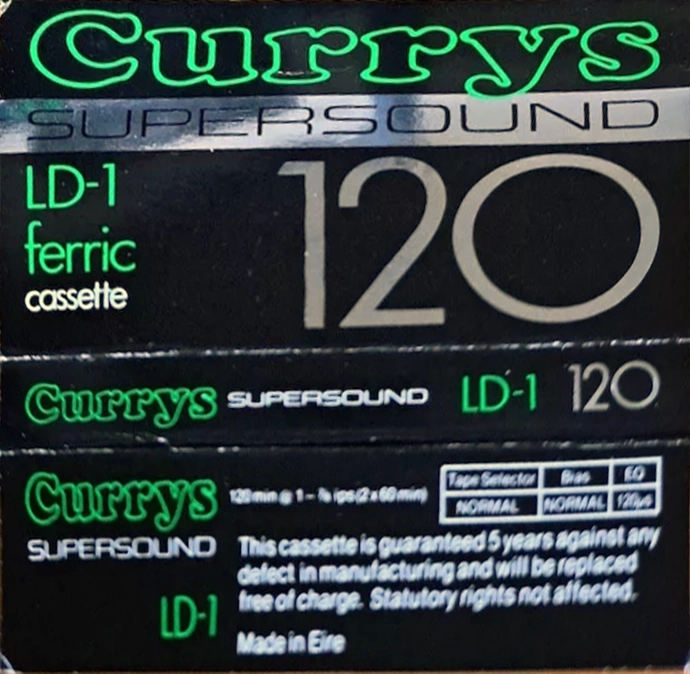 Currys
SUPERSOUND
LD-1 120
ferric
cassette
Currys SUPERSOUND LD-1 120
Currys 120 min @ 1-⅞ ips (2 x 60 min)
Tape Selector Bias EQ
NORMAL NORMAL 120µs
SUPERSOUND
This cassette is guaranteed 5 years against any
defect in manufacturing and will be replaced
free of charge. Statutory rights not affected.
LD-1
Made in Eire